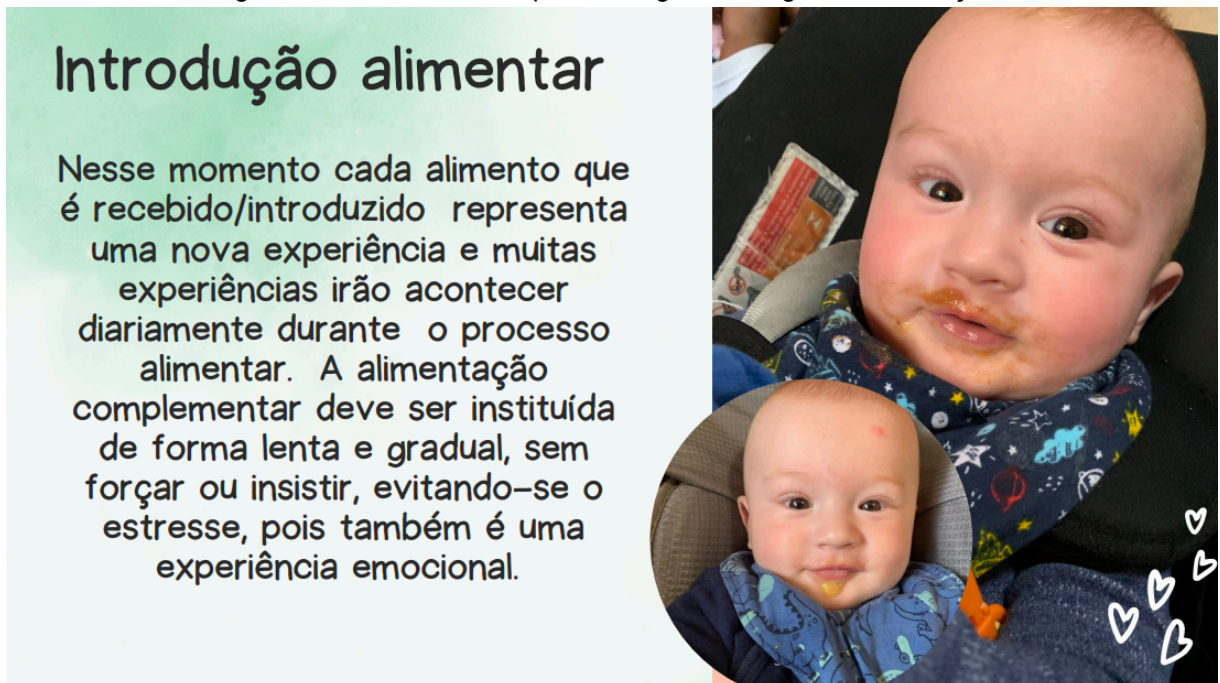 Introdução alimentar
Nesse momento cada alimento que
é recebido/introduzido representa
uma nova experiência e muitas
experiências irão acontecer
diariamente durante o processo
alimentar. A alimentação
complementar deve ser instituída
de forma lenta e gradual, sem
forçar ou insistir, evitando-se o
estresse, pois também é uma
experiência emocional.